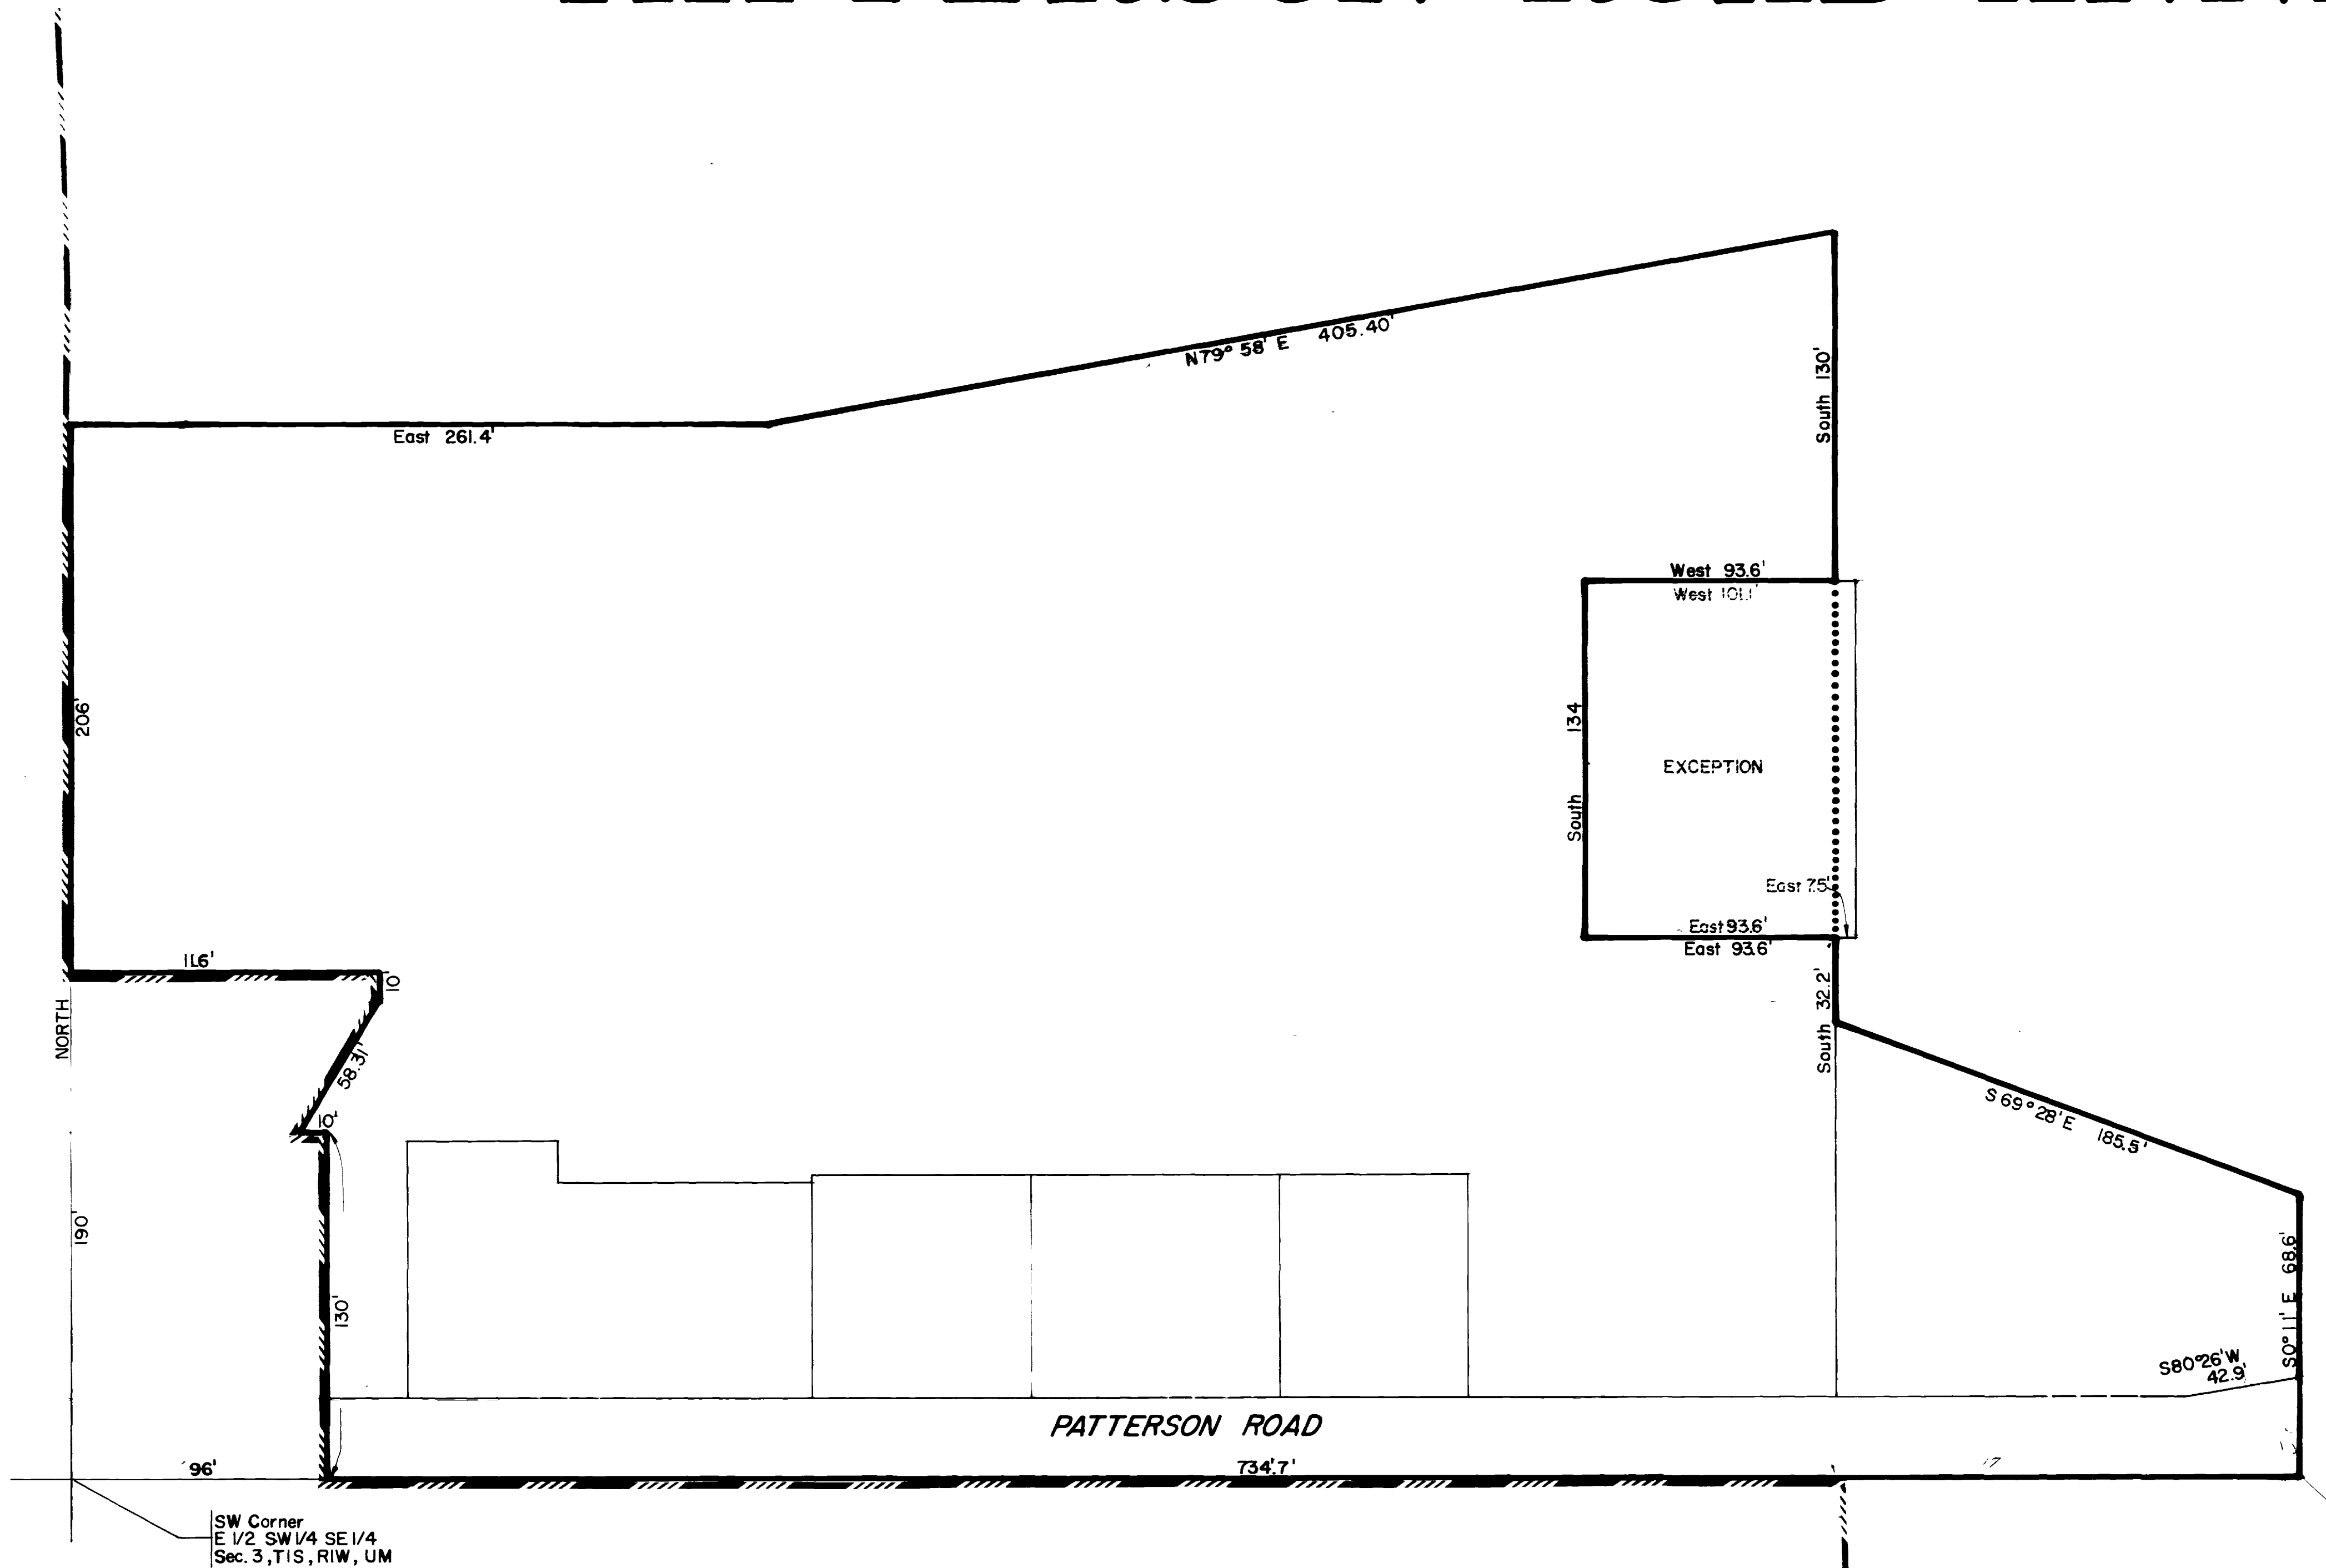 N79° 58' E 405.40'
East 261.4'
South 130'
West 93.6'
West 101.1'
206'
South 134
EXCEPTION
East 7.5'
East 93.6'
East 93.6'
116'
10'
South 32.2'
NORTH
58.31'
10'
S 69° 28' E 185.5'
190'
130'
S0° 11' E 68.6'
S80° 26' W
42.9'
PATTERSON ROAD
96'
734.7'
SW Corner
E 1/2 SW 1/4 SE 1/4
Sec. 3, T1S, R1W, UM